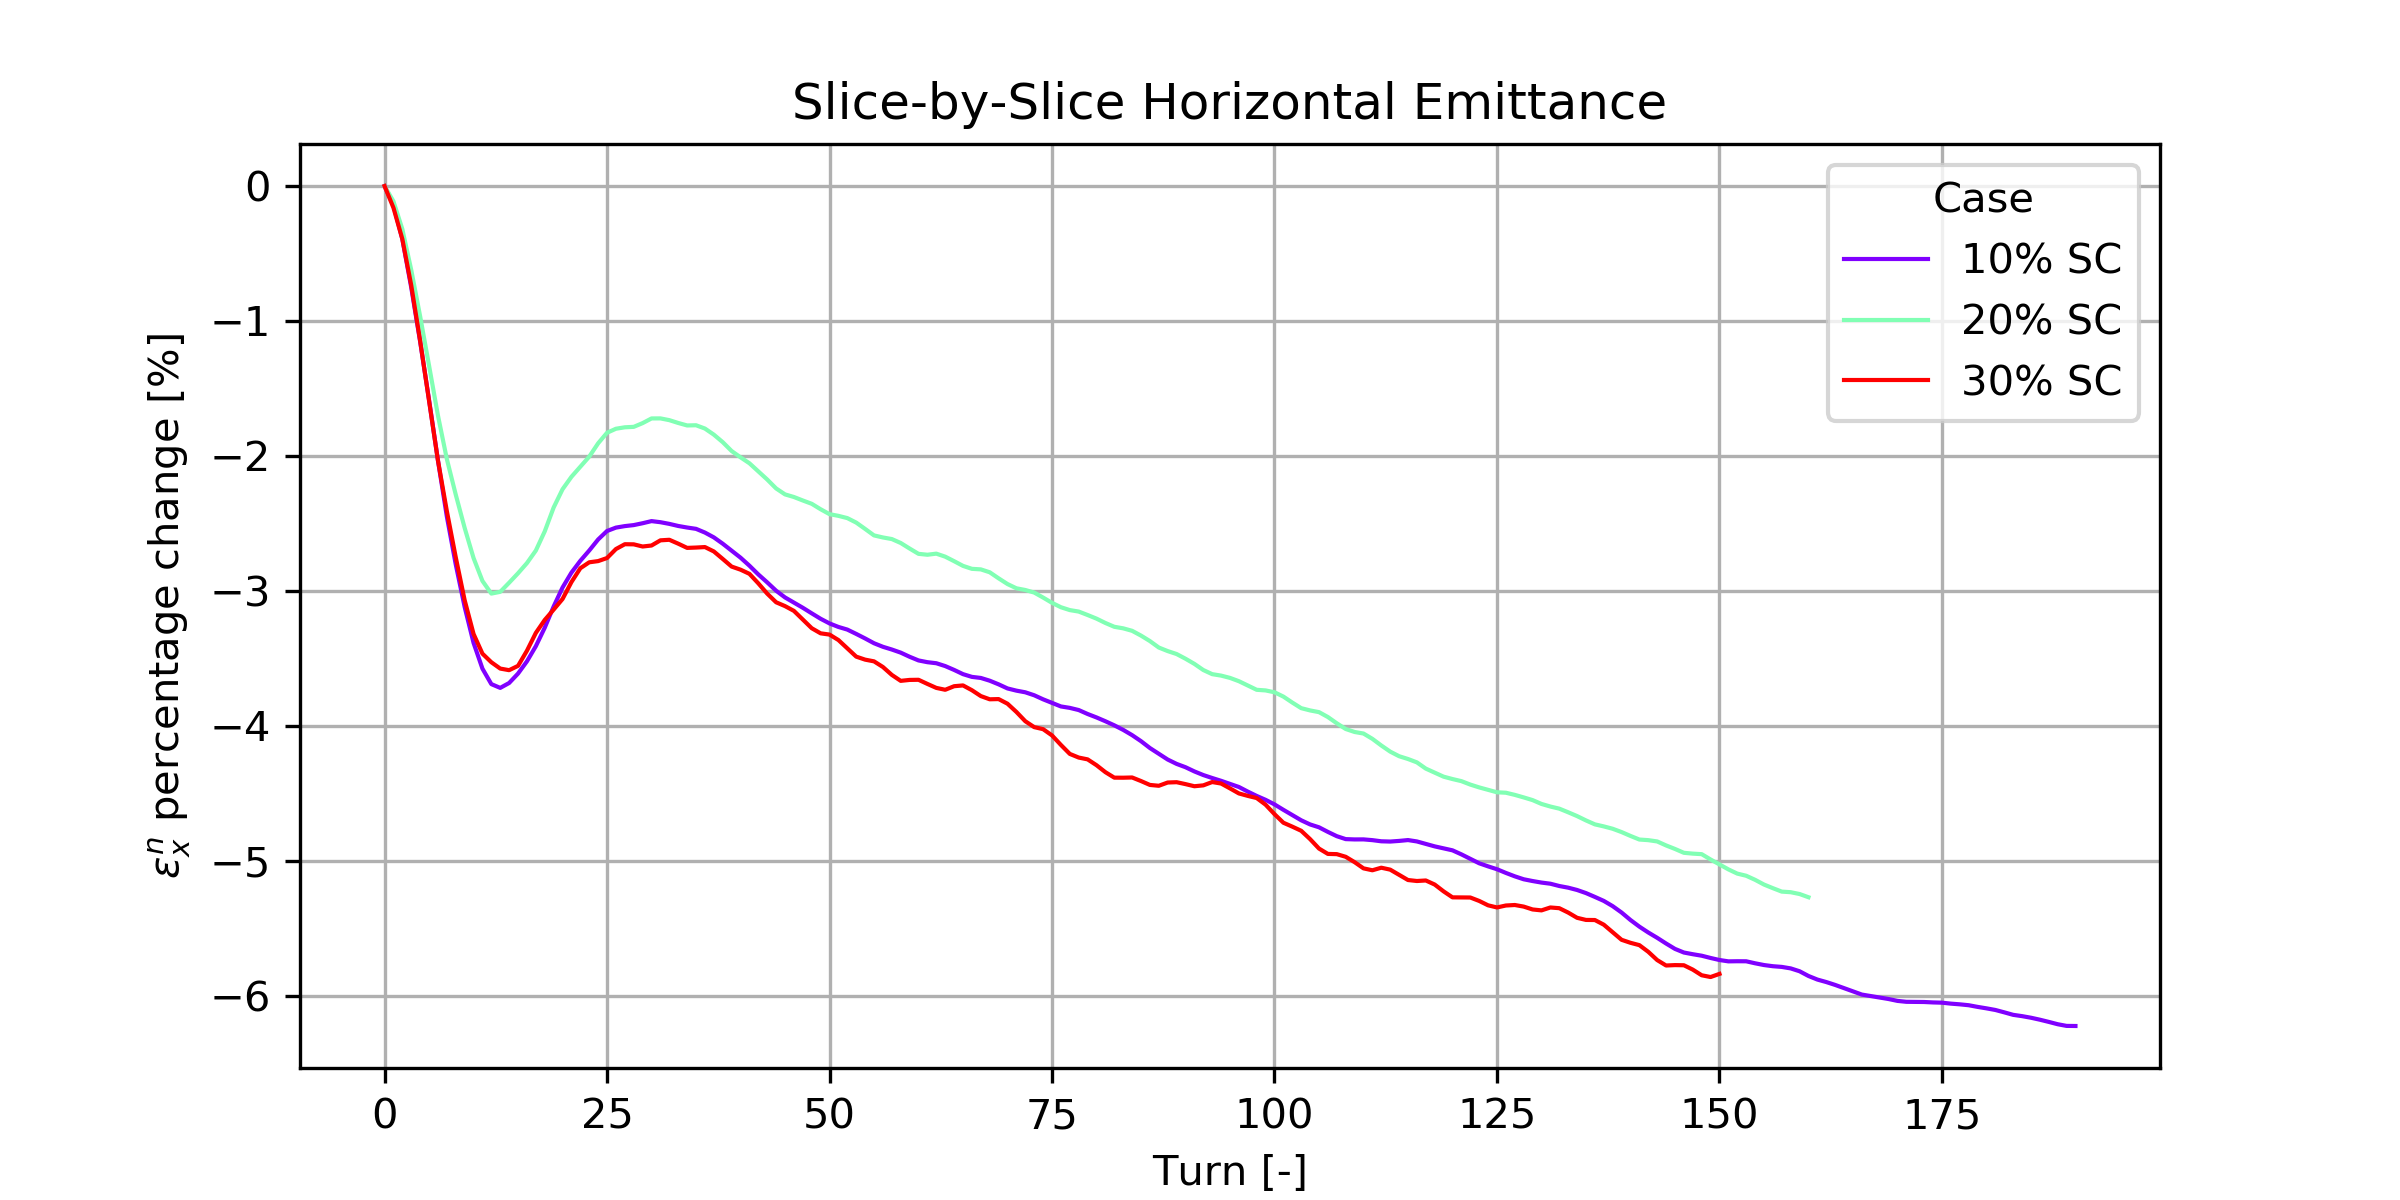 Slice-by-Slice Horizontal Emittance
0
−1
−2
−3
−4
−5
−6
ε_x^n percentage change [%]
Case
10% SC
20% SC
30% SC
0 25 50 75 100 125 150 175
Turn [-]